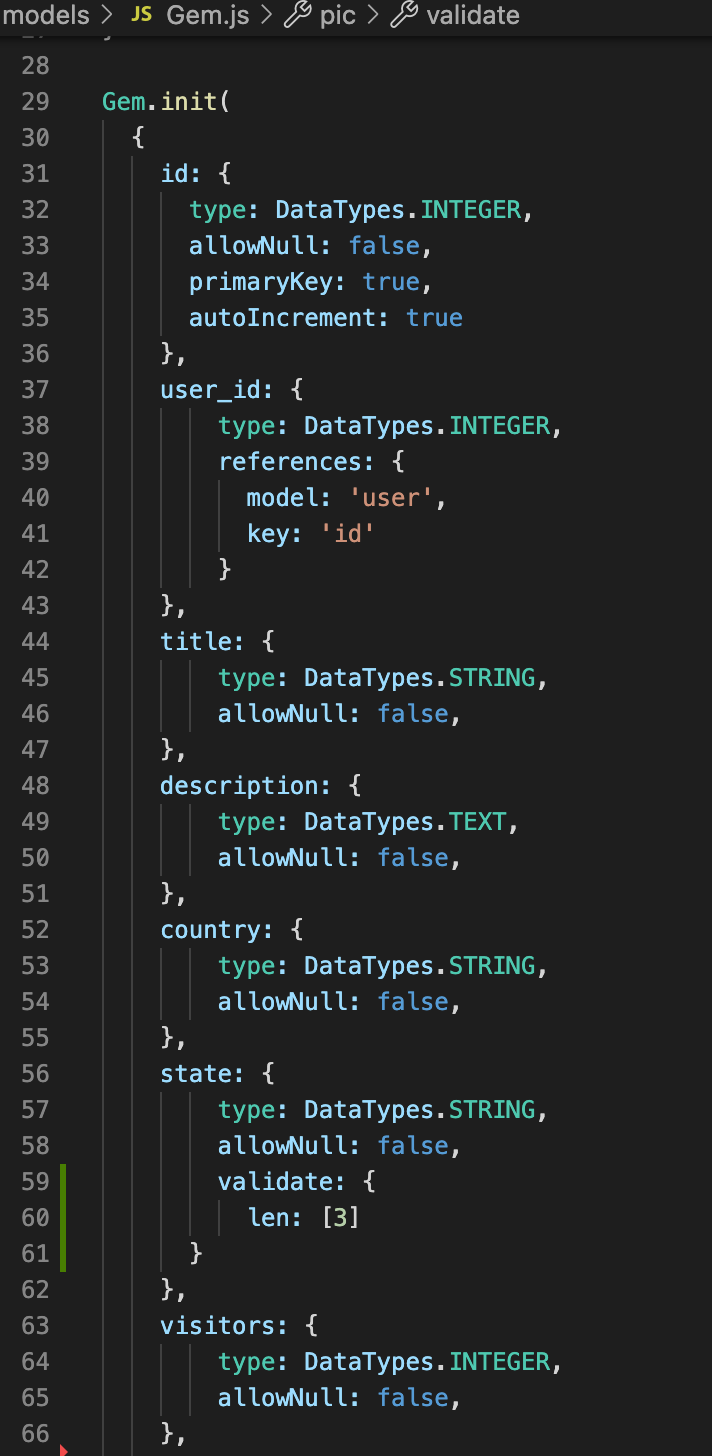 models > JS Gem.js > pic > validate
28
29 Gem.init(
30 {
31 id: {
32 type: DataTypes.INTEGER,
33 allowNull: false,
34 primaryKey: true,
35 autoIncrement: true
36 },
37 user_id: {
38 type: DataTypes.INTEGER,
39 references: {
40 model: 'user',
41 key: 'id'
42 }
43 },
44 title: {
45 type: DataTypes.STRING,
46 allowNull: false,
47 },
48 description: {
49 type: DataTypes.TEXT,
50 allowNull: false,
51 },
52 country: {
53 type: DataTypes.STRING,
54 allowNull: false,
55 },
56 state: {
57 type: DataTypes.STRING,
58 allowNull: false,
59 validate: {
60 len: [3]
61 }
62 },
63 visitors: {
64 type: DataTypes.INTEGER,
65 allowNull: false,
66 },